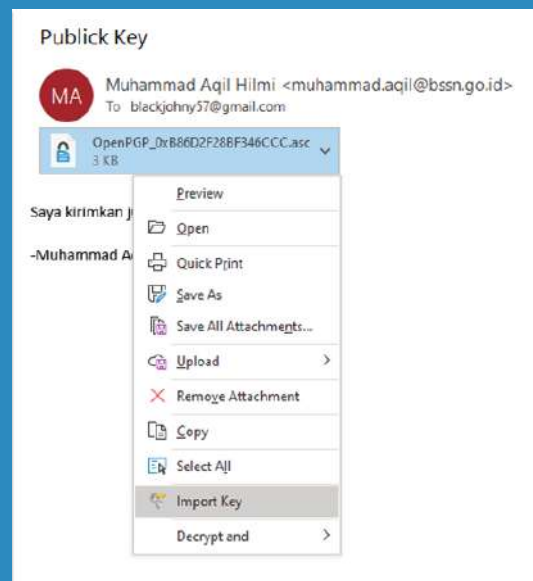 Publick Key
MA
Muhammad Aqil Hilmi <muhammad.aqil@bssn.go.id>
To blackjohny57@gmail.com
OpenPGP_0xB86D2F28BF346CCC.asc
3 KB
Preview
Saya kirimkan
Open
-Muhammad
Quick Print
Save As
Save All Attachments...
Upload
Remove Attachment
Copy
Select All
Import Key
Decrypt and